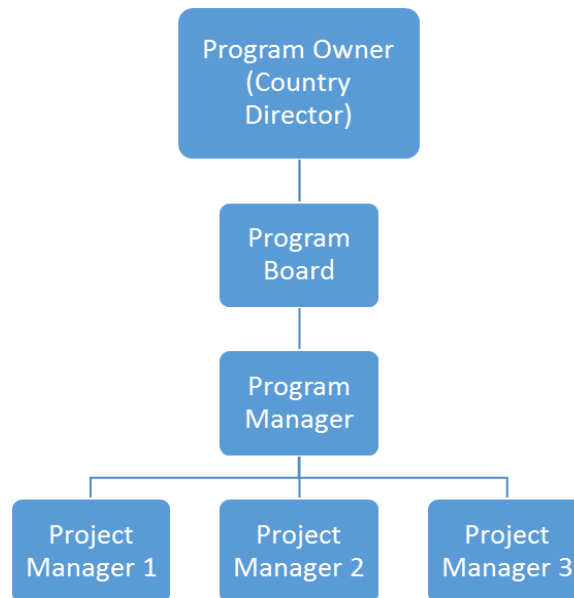 Program Owner
(Country
Director)
Program
Board
Program
Manager
Project
Manager 1
Project
Manager 2
Project
Manager 3